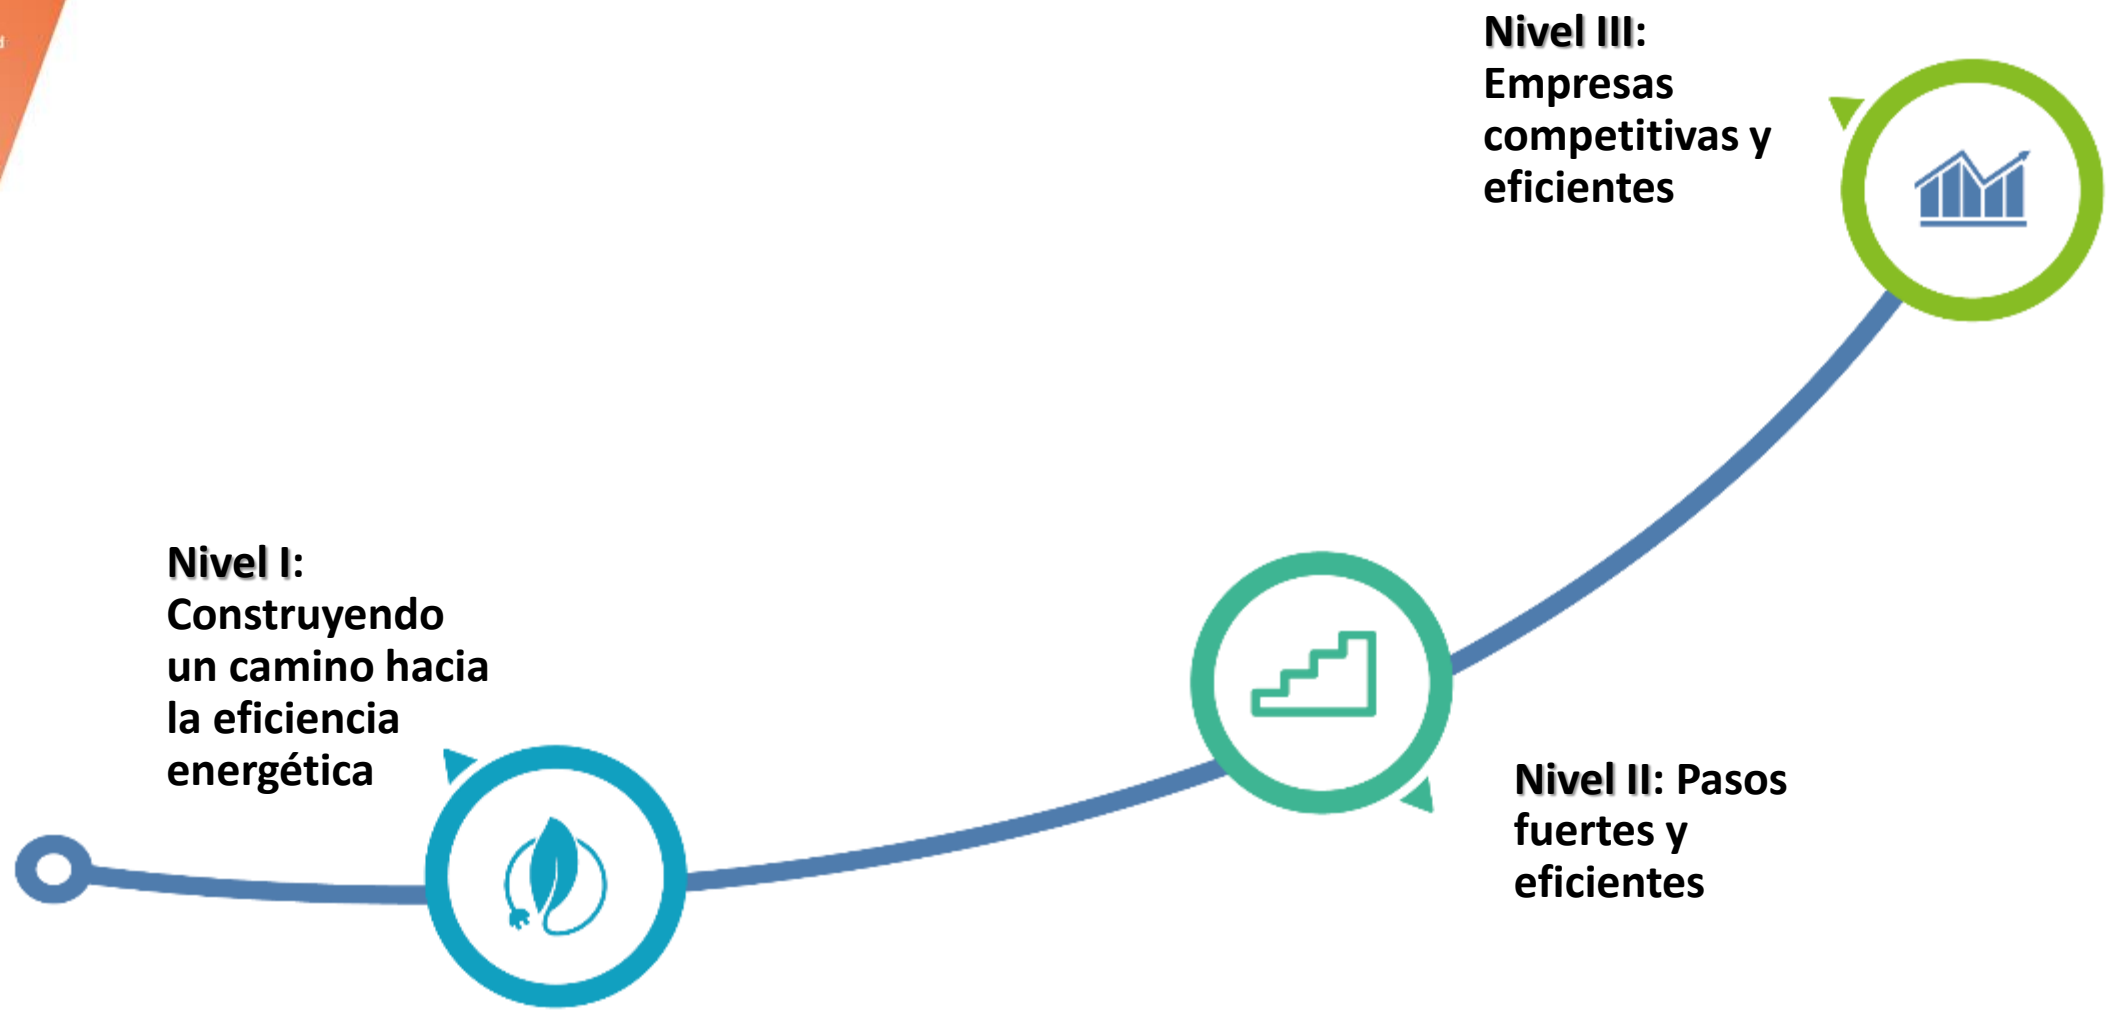 Nivel I:
Construyendo
un camino hacia
la eficiencia
energética
Nivel II: Pasos
fuertes y
eficientes
Nivel III:
Empresas
competitivas y
eficientes